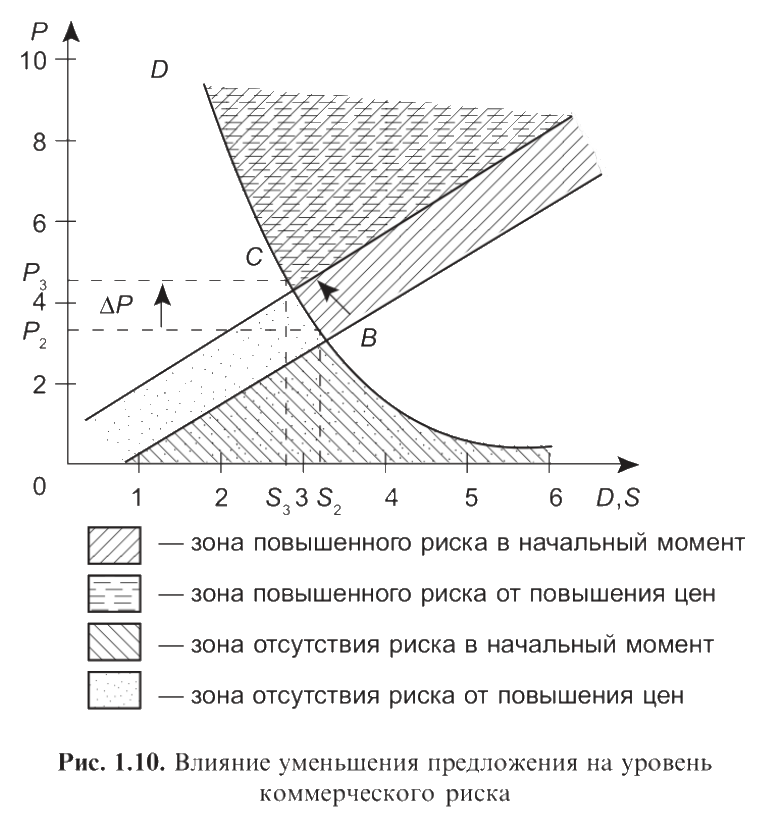 P
10
D
8
6
C
P3
4
ΔP
P2
B
2
0
1 2 S3 3 S2 4 5 6 D,S
— зона повышенного риска в начальный момент
— зона повышенного риска от повышения цен
— зона отсутствия риска в начальный момент
— зона отсутствия риска от повышения цен
Рис. 1.10. Влияние уменьшения предложения на уровень
коммерческого риска